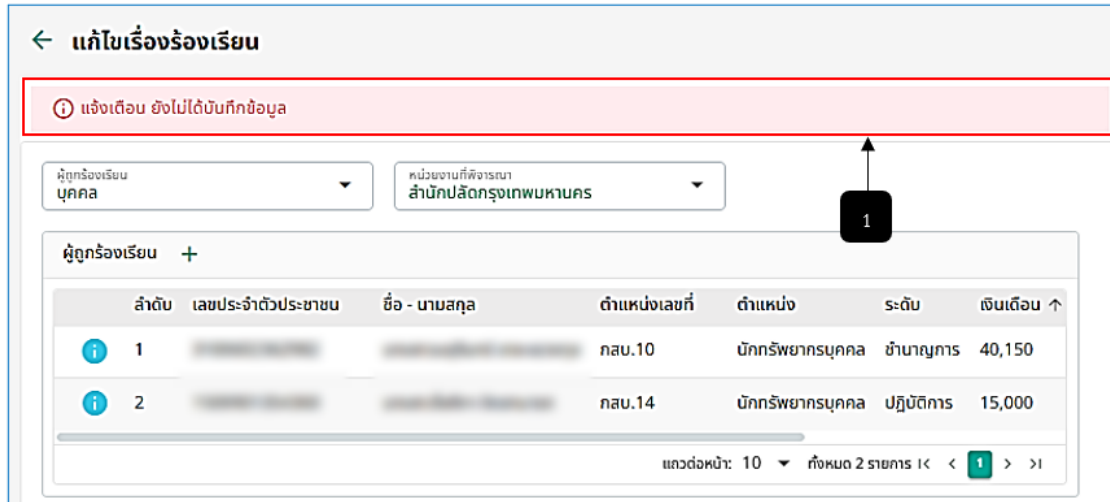 แก้ไขเรื่องร้องเรียน
แจ้งเตือน ยังไม่ได้บันทึกข้อมูล
ผู้ถูกร้องเรียน
บุคคล
หน่วยงานที่พิจารณา
สำนักปลัดกรุงเทพมหานคร
1
ผู้ถูกร้องเรียน +
ลำดับ เลขประจำตัวประชาชน ชื่อ - นามสกุล ตำแหน่งเลขที่ ตำแหน่ง ระดับ เงินเดือน ↑
1 กสบ.10 นักทรัพยากรบุคคล ชำนาญการ 40,150
2 กสบ.14 นักทรัพยากรบุคคล ปฏิบัติการ 15,000
แถวต่อหน้า: 10 ทั้งหมด 2 รายการ 1